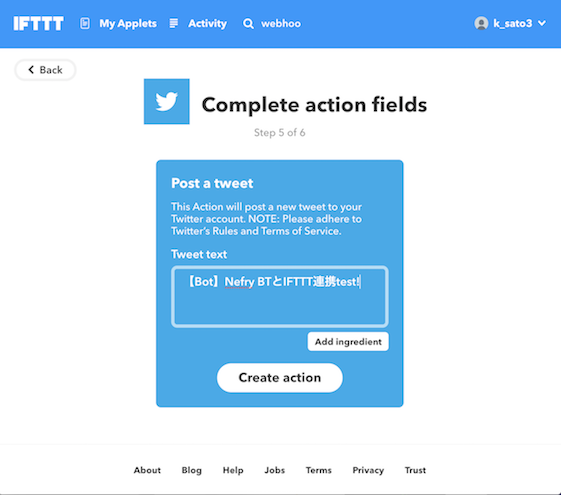 IFTTT My Applets Activity webhoo k_sato3
Back
Complete action fields
Step 5 of 6
Post a tweet
This Action will post a new tweet to your
Twitter account. NOTE: Please adhere to
Twitter's Rules and Terms of Service.
Tweet text
【Bot】Nefry BTとIFTTT連携test!
Add ingredient
Create action
About Blog Help Jobs Terms Privacy Trust